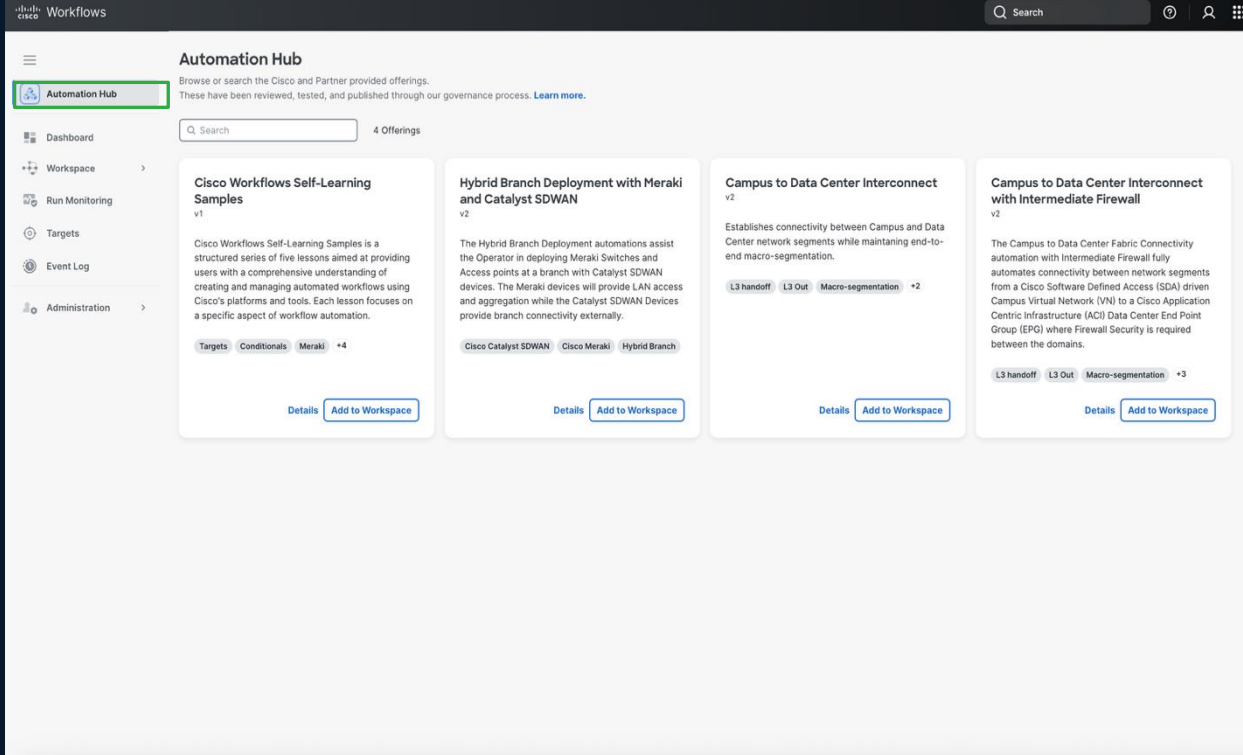 CISCO Workflows
Search
Automation Hub
Dashboard
Workspace
Run Monitoring
Targets
Event Log
Administration
Automation Hub
Browse or search the Cisco and Partner provided offerings.
These have been reviewed, tested, and published through our governance process. Learn more.
Search
4 Offerings
Cisco Workflows Self-Learning
Samples
v1
Cisco Workflows Self-Learning Samples is a
structured series of five lessons aimed at providing
users with a comprehensive understanding of
creating and managing automated workflows using
Cisco's platforms and tools. Each lesson focuses on
a specific aspect of workflow automation.
Targets Conditionals Meraki +4
Details Add to Workspace
Hybrid Branch Deployment with Meraki
and Catalyst SDWAN
v2
The Hybrid Branch Deployment automations assist
the Operator in deploying Meraki Switches and
Access points at a branch with Catalyst SDWAN
devices. The Meraki devices will provide LAN access
and aggregation while the Catalyst SDWAN Devices
provide branch connectivity externally.
Cisco Catalyst SDWAN Cisco Meraki Hybrid Branch
Details Add to Workspace
Campus to Data Center Interconnect
v2
Establishes connectivity between Campus and Data
Center network segments while maintaning end-to-
end macro-segmentation.
L3 handoff L3 Out Macro-segmentation +2
Details Add to Workspace
Campus to Data Center Interconnect
with Intermediate Firewall
v2
The Campus to Data Center Fabric Connectivity
automation with Intermediate Firewall fully
automates connectivity between network segments
from a Cisco Software Defined Access (SDA) driven
Campus Virtual Network (VN) to a Cisco Application
Centric Infrastructure (ACI) Data Center End Point
Group (EPG) where Firewall Security is required
between the domains.
L3 handoff L3 Out Macro-segmentation +3
Details Add to Workspace